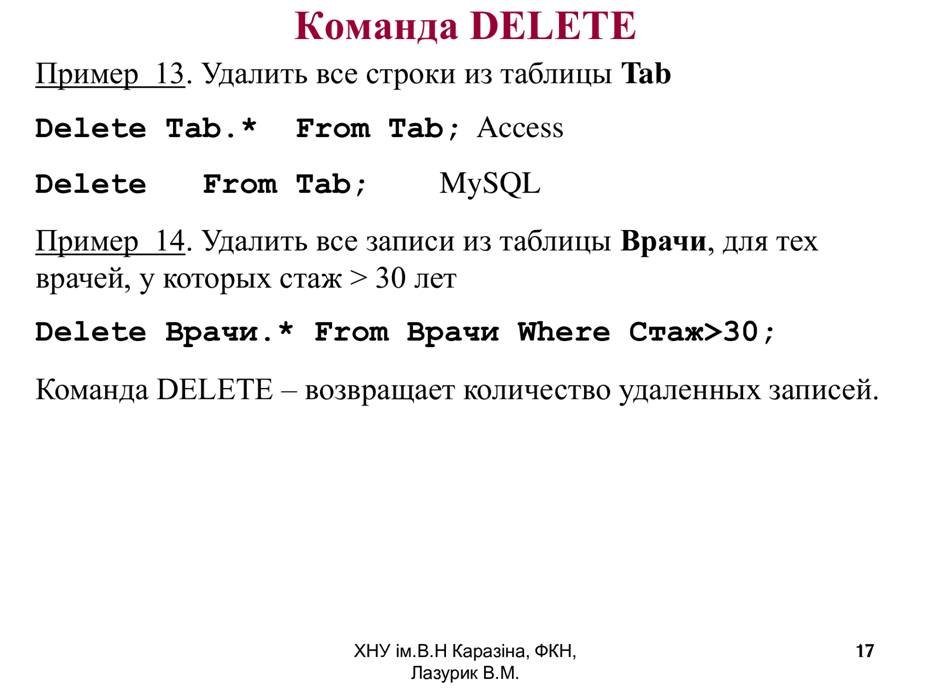 Команда DELETE
Пример 13. Удалить все строки из таблицы Tab
Delete Tab.* From Tab; Access
Delete From Tab; MySQL
Пример 14. Удалить все записи из таблицы Врачи, для тех
врачей, у которых стаж > 30 лет
Delete Врачи.* From Врачи Where Стаж>30;
Команда DELETE – возвращает количество удаленных записей.
ХНУ ім.В.Н Каразіна, ФКН,
Лазурик В.М.
17